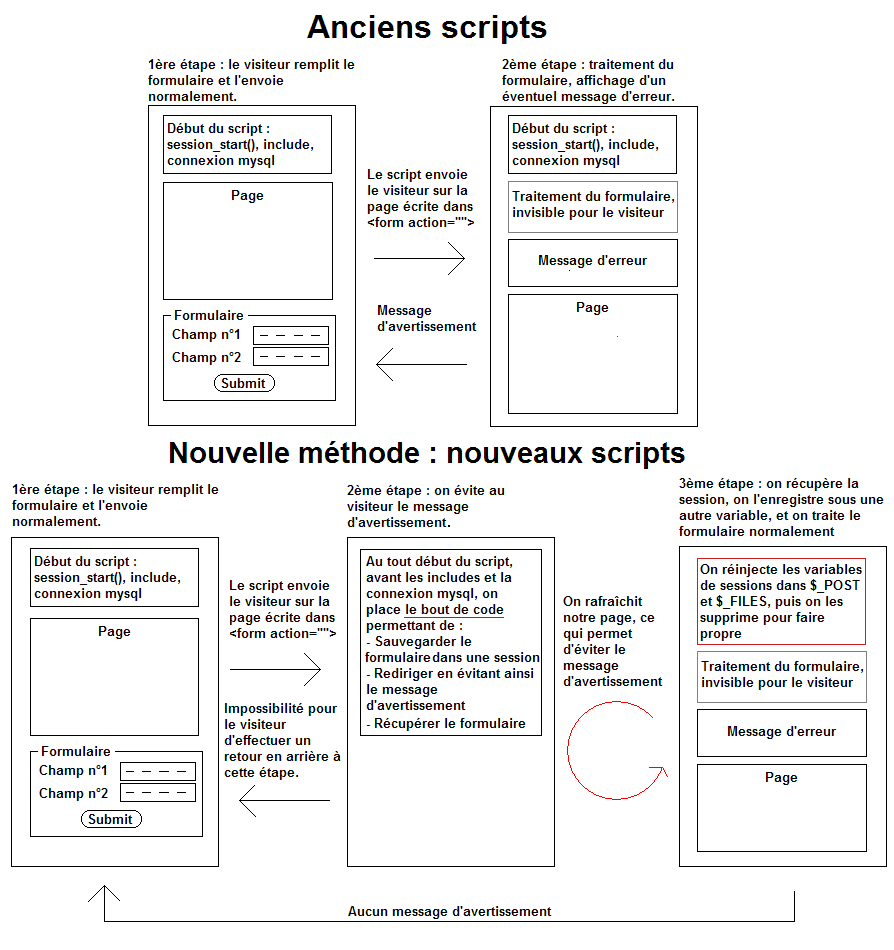 Anciens scripts
1ère étape : le visiteur remplit le
formulaire et l'envoie
normalement.
Début du script :
session_start(), include,
connexion mysql
Page
Formulaire
Champ n°1
Champ n°2
Submit
Le script envoie
le visiteur sur la
page écrite dans
<form action="">
Message
d'avertissement
2ème étape : traitement du
formulaire, affichage d'un
éventuel message d'erreur.
Début du script :
session_start(), include,
connexion mysql
Traitement du formulaire,
invisible pour le visiteur
Message d'erreur
Page
Nouvelle méthode : nouveaux scripts
1ère étape : le visiteur remplit le
formulaire et l'envoie
normalement.
Début du script :
session_start(), include,
connexion mysql
Page
Formulaire
Champ n°1
Champ n°2
Submit
Le script envoie
le visiteur sur la
page écrite dans
<form action="">
Impossibilité pour
le visiteur
d'effectuer un
retour en arrière à
cette étape.
2ème étape : on évite au
visiteur le message
d'avertissement.
Au tout début du script,
avant les includes et la
connexion mysql, on
place le bout de code
permettant de :
- Sauvegarder le
formulaire dans une session
- Rediriger en évitant ainsi
le message
d'avertissement
- Récupérer le formulaire
On rafraîchit
notre page, ce
qui permet
d'éviter le
message
d'avertissement
3ème étape : on récupère la
session, on l'enregistre sous une
autre variable, et on traite le
formulaire normalement
On réinjecte les variables
de sessions dans $_POST
et $_FILES, puis on les
supprime pour faire
propre
Traitement du formulaire,
invisible pour le visiteur
Message d'erreur
Page
Aucun message d'avertissement